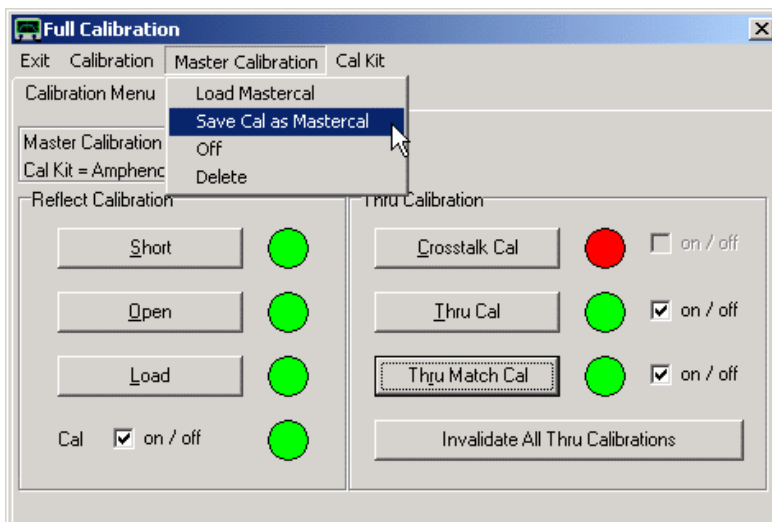 Full Calibration
Exit Calibration Master Calibration Cal Kit
Calibration Menu
Load Mastercal
Save Cal as Mastercal
Off
Delete
Master Calibration
Cal Kit =
Reflect Calibration
Short
Open
Load
Cal on / off
Thru Calibration
Crosstalk Cal on / off
Thru Cal on / off
Thru Match Cal on / off
Invalidate All Thru Calibrations